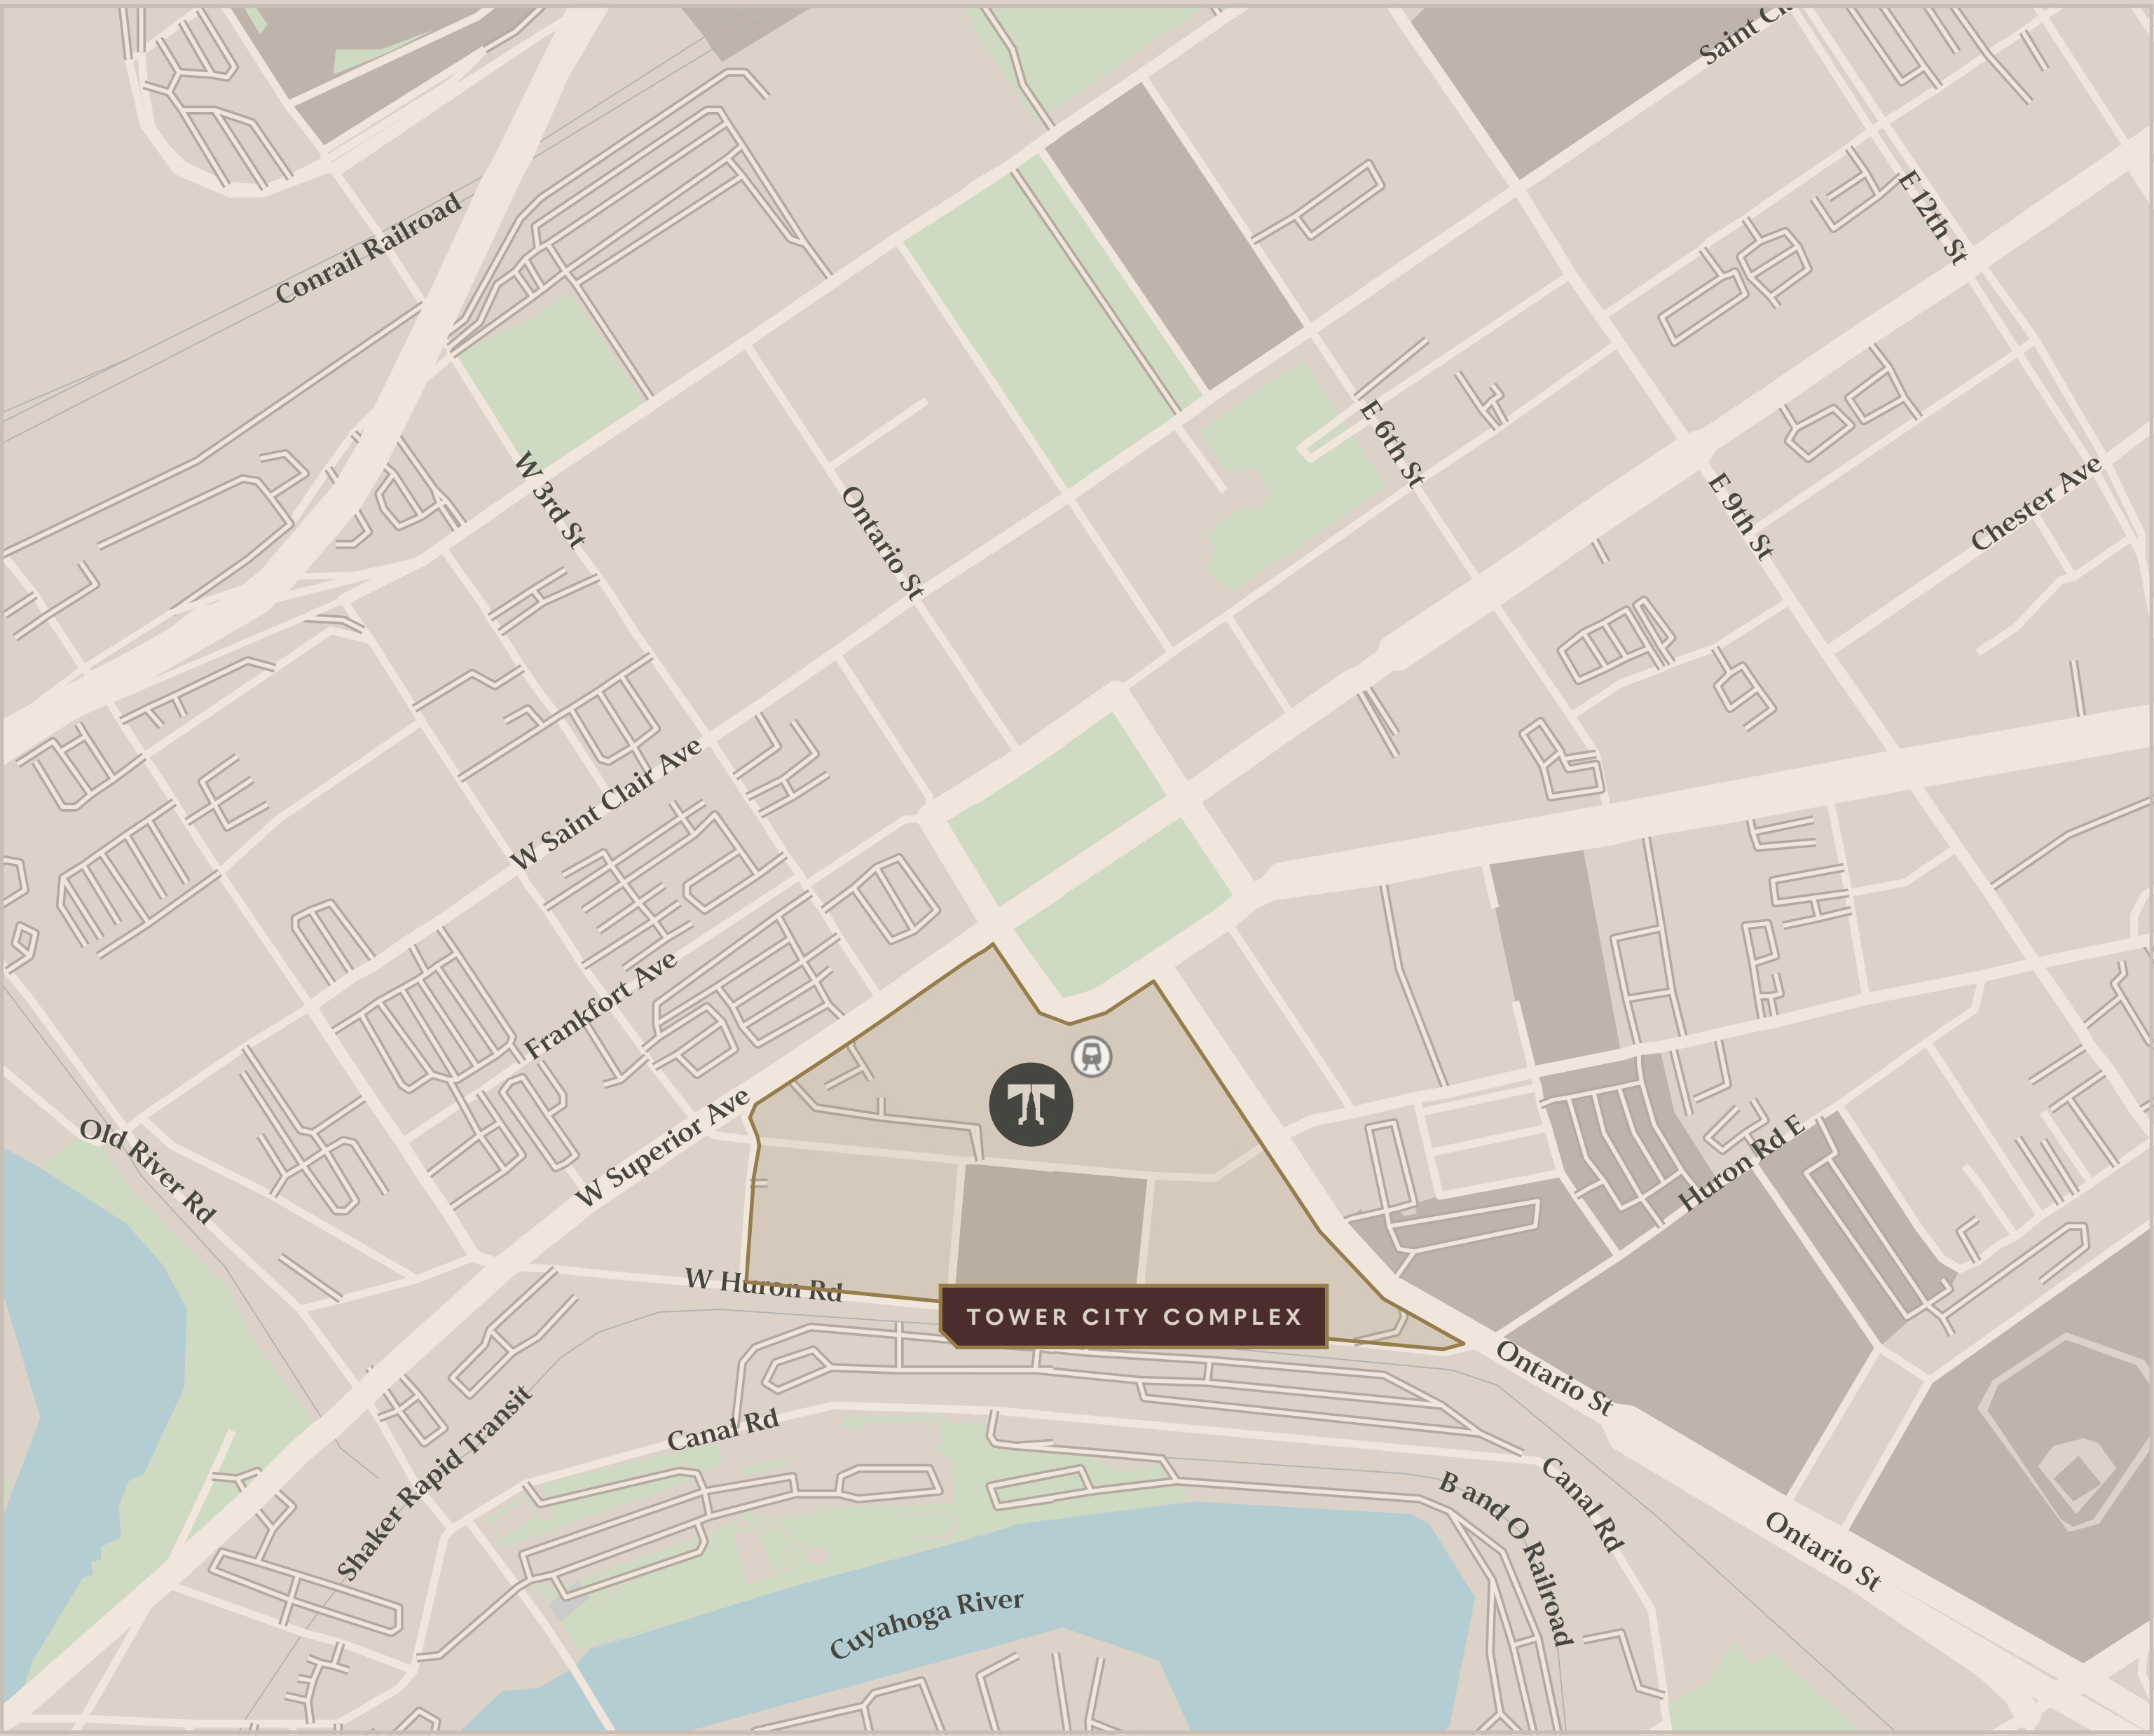 Saint Cl
E 12th St
Conrail Railroad
E 6th St
W 3rd St
Ontario St
E 9th St
Chester Ave
W Saint Clair Ave
Frankfort Ave
W Superior Ave
Old River Rd
Huron Rd E
W Huron Rd
TOWER CITY COMPLEX
Ontario St
Shaker Rapid Transit
Canal Rd
B and O Railroad
Canal Rd
Ontario St
Cuyahoga River